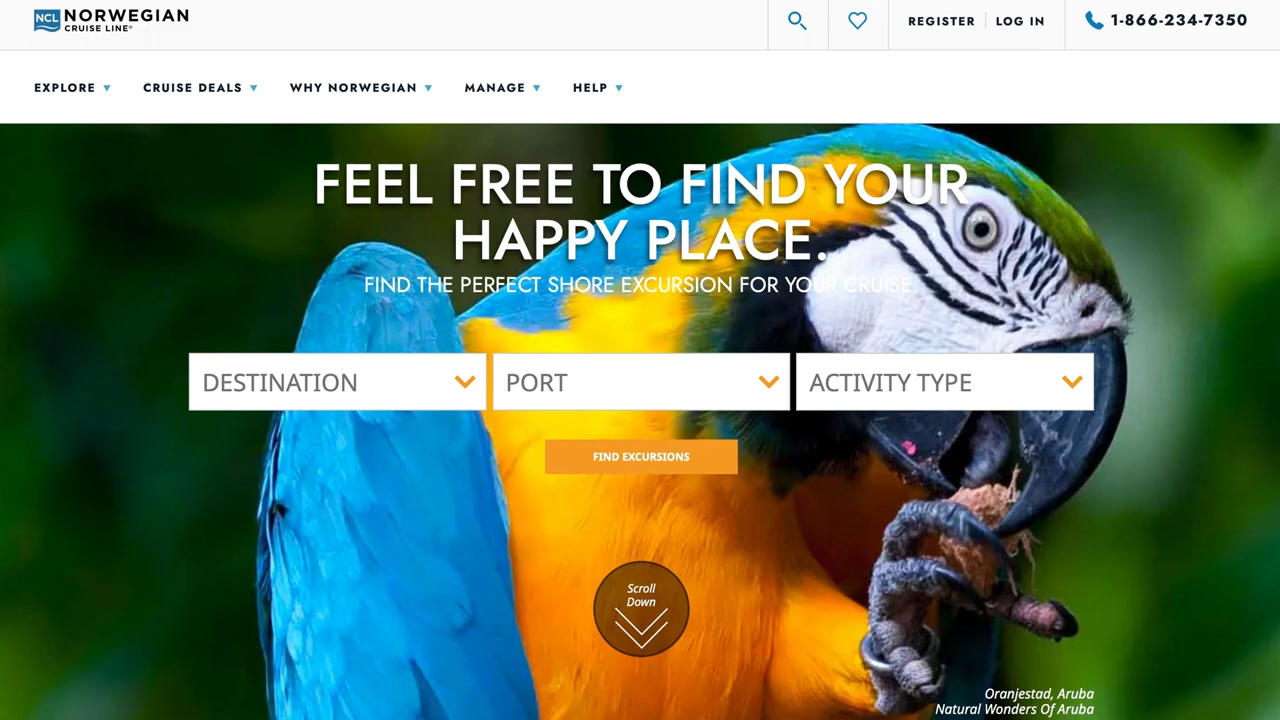 NCL NORWEGIAN
CRUISE LINE®
REGISTER LOG IN 1-866-234-7350
EXPLORE CRUISE DEALS WHY NORWEGIAN MANAGE HELP
FEEL FREE TO FIND YOUR
HAPPY PLACE.
FIND THE PERFECT SHORE EXCURSION FOR YOUR CRUISE.
DESTINATION PORT ACTIVITY TYPE
FIND EXCURSIONS
Scroll
Down
Oranjestad, Aruba
Natural Wonders Of Aruba